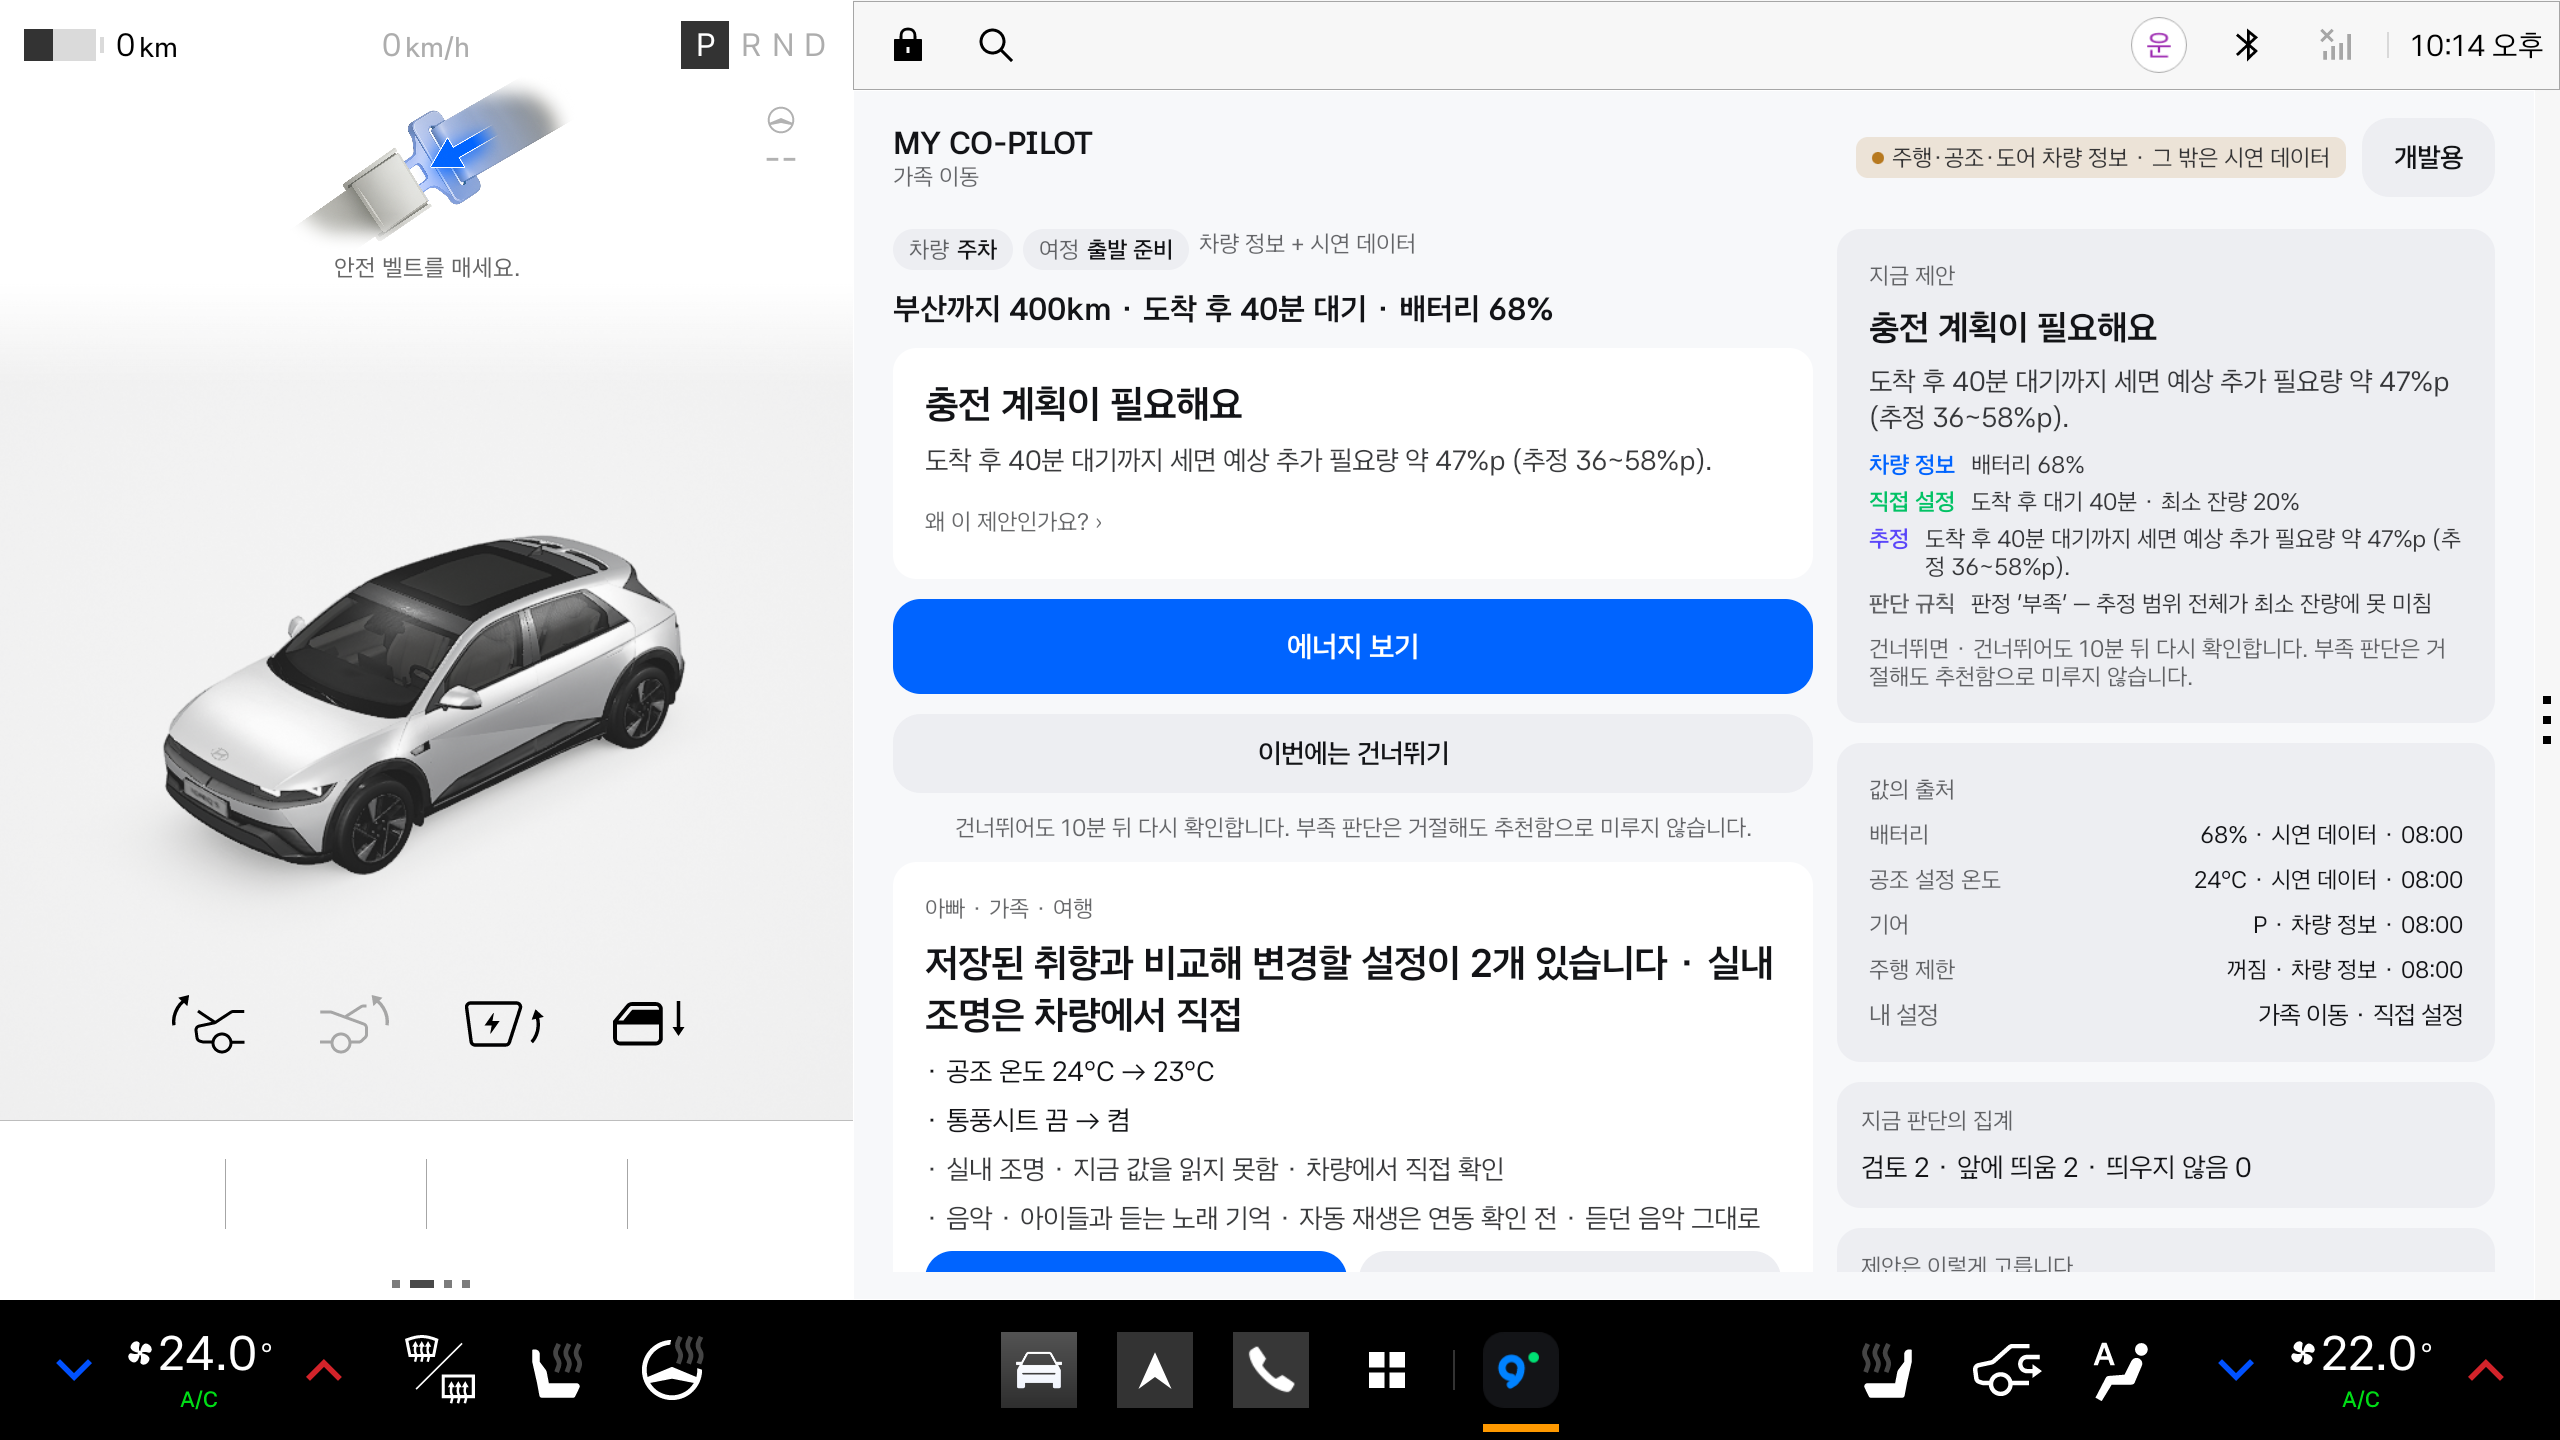 0 km
0 km/h
P R N D
안전 벨트를 매세요.
운
10:14 오후
MY CO-PILOT
가족 이동
주행·공조·도어 차량 정보 · 그 밖은 시연 데이터
개발용
차량 주차
여정 출발 준비
차량 정보 + 시연 데이터
부산까지 400km · 도착 후 40분 대기 · 배터리 68%
충전 계획이 필요해요
도착 후 40분 대기까지 세면 예상 추가 필요량 약 47%p (추정 36~58%p).
왜 이 제안인가요? ›
에너지 보기
이번에는 건너뛰기
건너뛰어도 10분 뒤 다시 확인합니다. 부족 판단은 거절해도 추천함으로 미루지 않습니다.
아빠 · 가족 · 여행
저장된 취향과 비교해 변경할 설정이 2개 있습니다 · 실내
조명은 차량에서 직접
· 공조 온도 24°C → 23°C
· 통풍시트 끔 → 켬
· 실내 조명 · 지금 값을 읽지 못함 · 차량에서 직접 확인
· 음악 · 아이들과 듣는 노래 기억 · 자동 재생은 연동 확인 전 · 듣던 음악 그대로
지금 제안
충전 계획이 필요해요
도착 후 40분 대기까지 세면 예상 추가 필요량 약 47%p
(추정 36~58%p).
차량 정보 배터리 68%
직접 설정 도착 후 대기 40분 · 최소 잔량 20%
추정 도착 후 40분 대기까지 세면 예상 추가 필요량 약 47%p (추
정 36~58%p).
판단 규칙 판정 '부족' – 추정 범위 전체가 최소 잔량에 못 미침
건너뛰면 · 건너뛰어도 10분 뒤 다시 확인합니다. 부족 판단은 거
절해도 추천함으로 미루지 않습니다.
값의 출처
배터리 68% · 시연 데이터 · 08:00
공조 설정 온도 24°C · 시연 데이터 · 08:00
기어 P · 차량 정보 · 08:00
주행 제한 꺼짐 · 차량 정보 · 08:00
내 설정 가족 이동 · 직접 설정
지금 판단의 집계
검토 2 · 앞에 띄움 2 · 띄우지 않음 0
제안은 이렇게 고릅니다
24.0°
A/C
A
22.0°
A/C